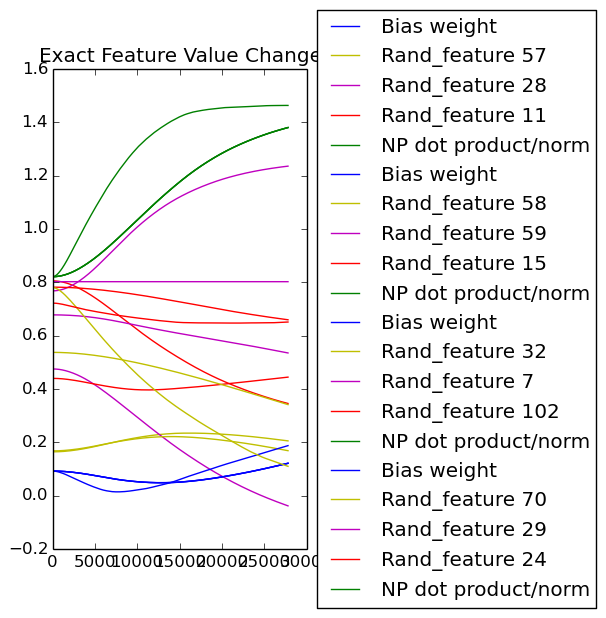 Exact Feature Value Change
1.6
1.4
1.2
1.0
0.8
0.6
0.4
0.2
0.0
−0.2
0 5000 10000 15000 20000 25000 3000
Bias weight
Rand_feature 57
Rand_feature 28
Rand_feature 11
NP dot product/norm
Bias weight
Rand_feature 58
Rand_feature 59
Rand_feature 15
NP dot product/norm
Bias weight
Rand_feature 32
Rand_feature 7
Rand_feature 102
NP dot product/norm
Bias weight
Rand_feature 70
Rand_feature 29
Rand_feature 24
NP dot product/norm